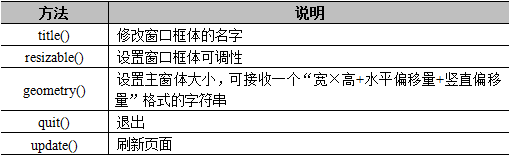 方法 说明
title() 修改窗口框体的名字
resizable() 设置窗口框体可调性
geometry() 设置主窗体大小，可接收一个“宽×高+水平偏移量+竖直偏移
量”格式的字符串
quit() 退出
update() 刷新页面